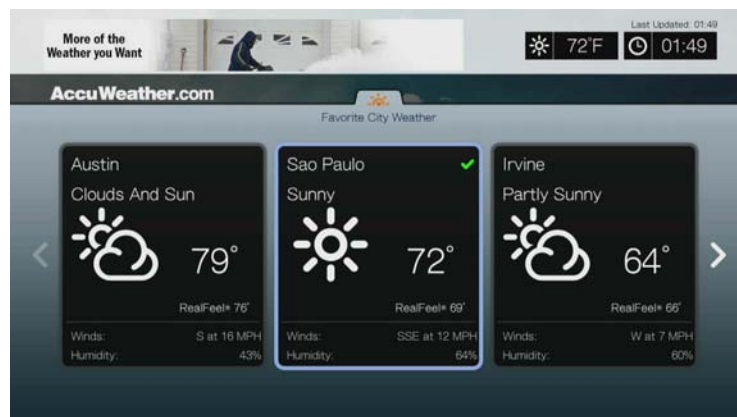 More of the
Weather you Want
Last Updated: 01:49
72°F
01:49
AccuWeather.com
Favorite City Weather
Austin
Clouds And Sun
79°
RealFeel® 76°
Winds: S at 16 MPH
Humidity: 43%
Sao Paulo
Sunny
72°
RealFeel® 69°
Winds: SSE at 12 MPH
Humidity: 64%
Irvine
Partly Sunny
64°
RealFeel® 66°
Winds: W at 7 MPH
Humidity: 60%